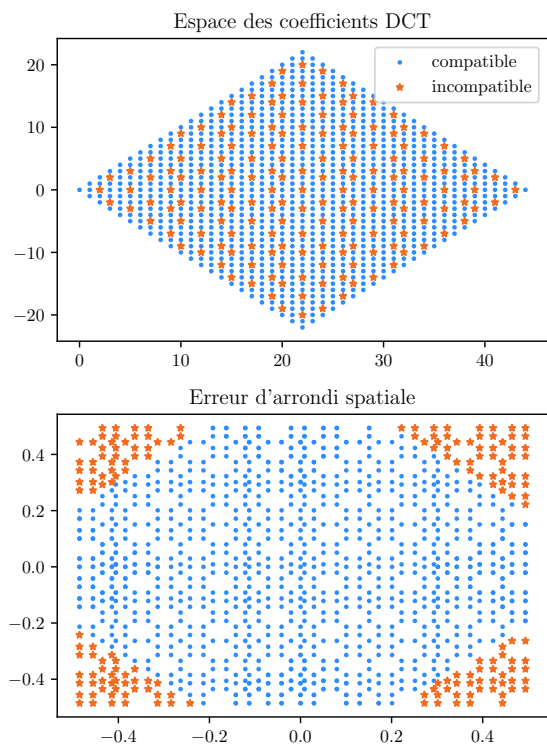 Espace des coefficients DCT
20
10
0
−10
−20
compatible
incompatible
0 10 20 30 40
Erreur d'arrondi spatiale
0.4
0.2
0.0
−0.2
−0.4
−0.4 −0.2 0.0 0.2 0.4